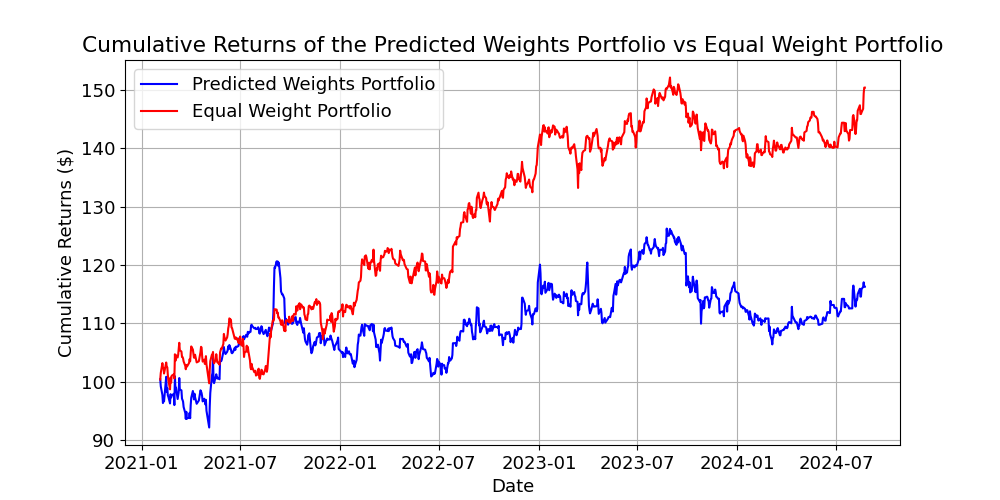 Cumulative Returns of the Predicted Weights Portfolio vs Equal Weight Portfolio
Predicted Weights Portfolio
Equal Weight Portfolio
Cumulative Returns ($)
150
140
130
120
110
100
90
2021-01 2021-07 2022-01 2022-07 2023-01 2023-07 2024-01 2024-07
Date